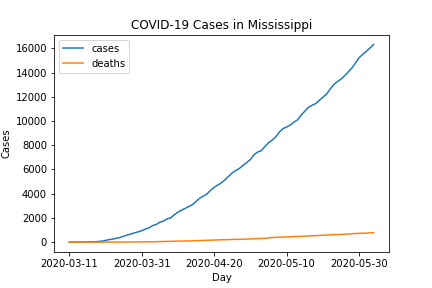 COVID-19 Cases in Mississippi
cases
deaths
16000
14000
12000
10000
8000
6000
4000
2000
0
Cases
2020-03-11 2020-03-31 2020-04-20 2020-05-10 2020-05-30
Day